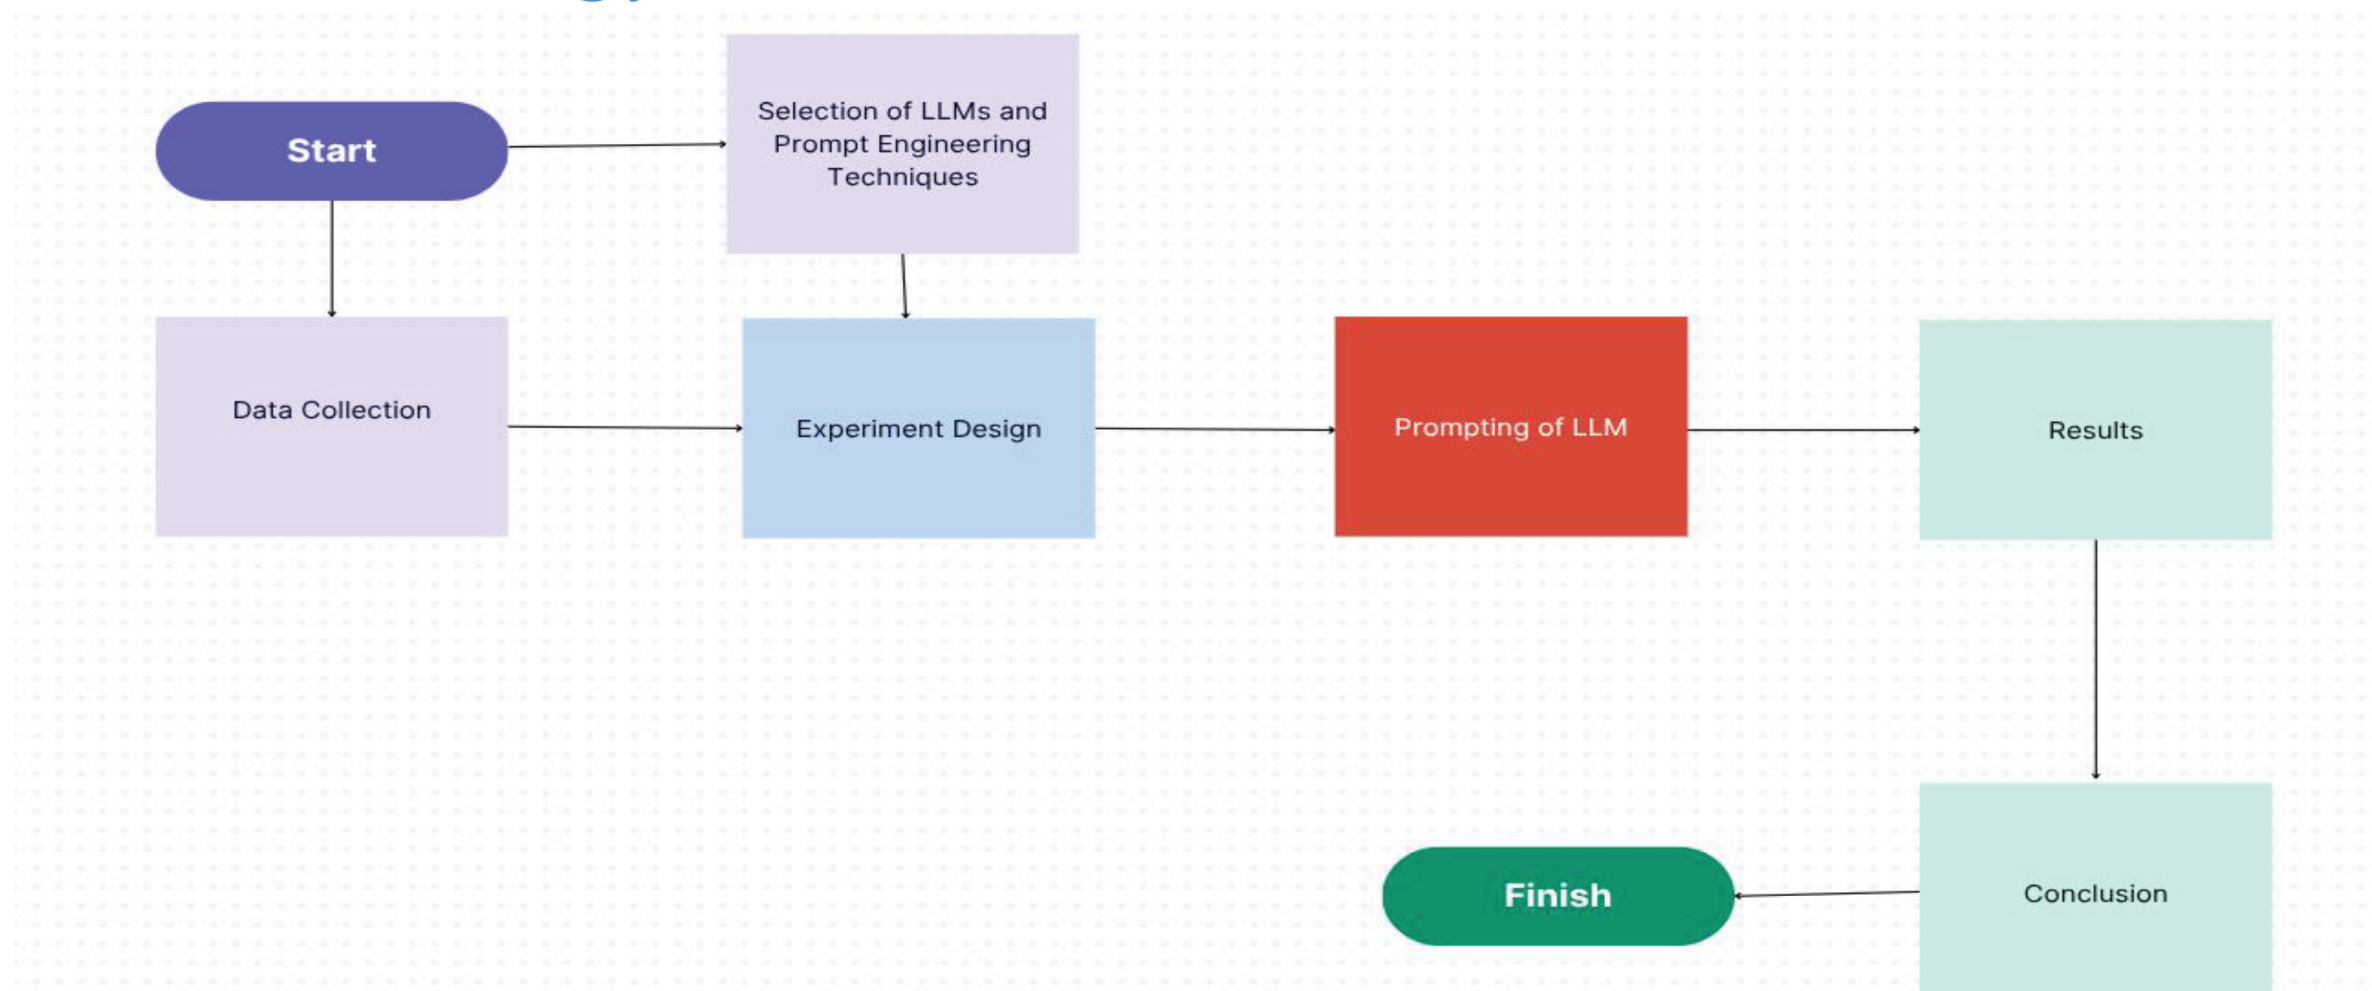 Start
Selection of LLMs and
Prompt Engineering
Techniques
Data Collection
Experiment Design
Prompting of LLM
Results
Finish
Conclusion